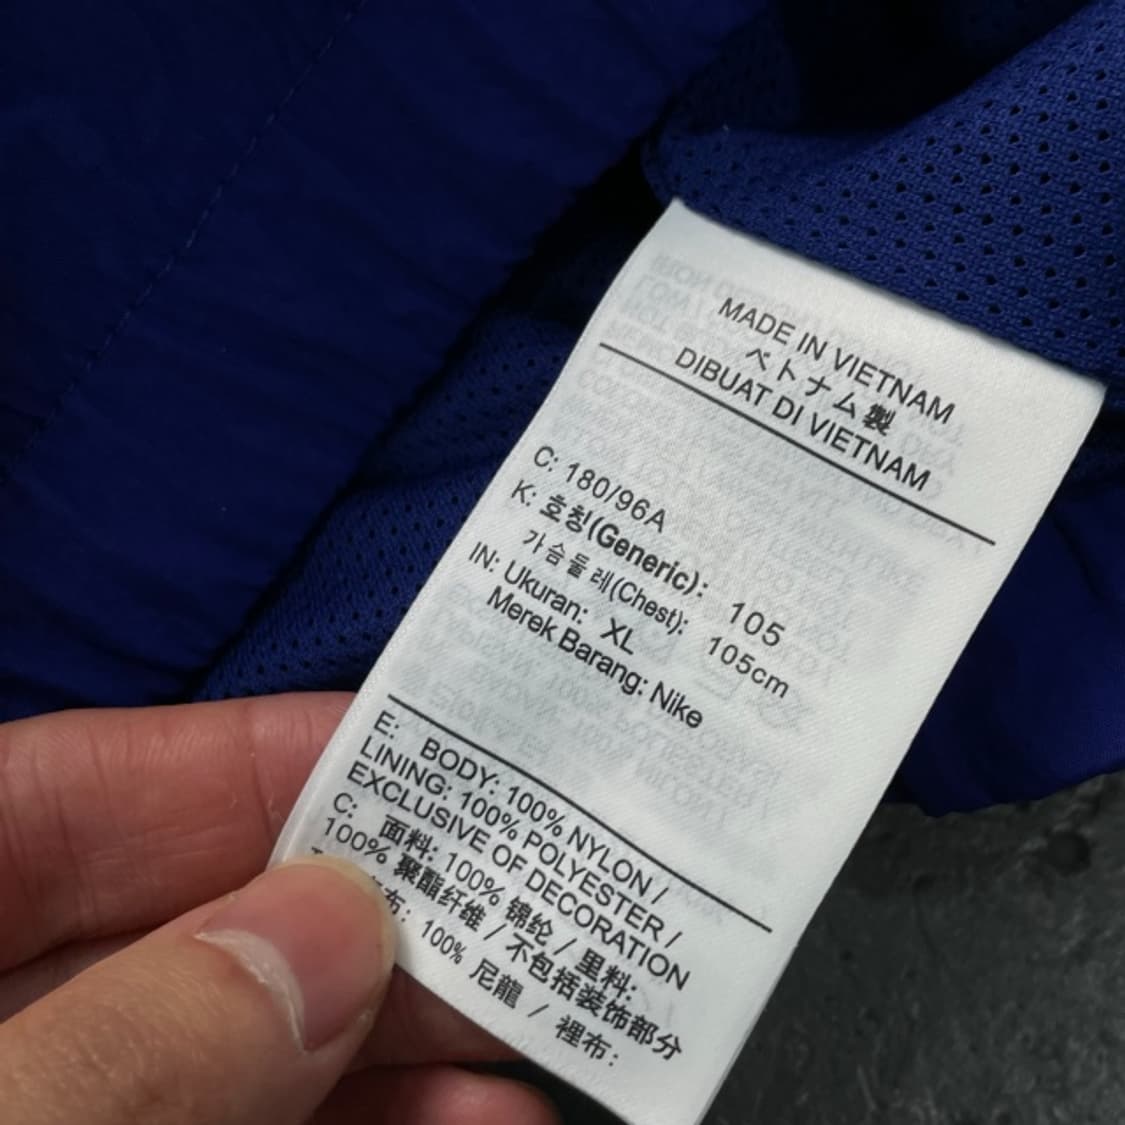 MADE IN VIETNAM
ベトナム製
DIBUAT DI VIETNAM
C: 180/96A
K: 호칭(Generic): 105
가슴둘레(Chest): 105cm
IN: Ukuran: XL
Merek Barang: Nike
E: BODY: 100% NYLON /
LINING: 100% POLYESTER /
EXCLUSIVE OF DECORATION
C: 面料: 100% 锦纶 / 里料:
100% 聚酯纤维 / 不包括装饰部分
布: 100% 尼龍 / 裡布: